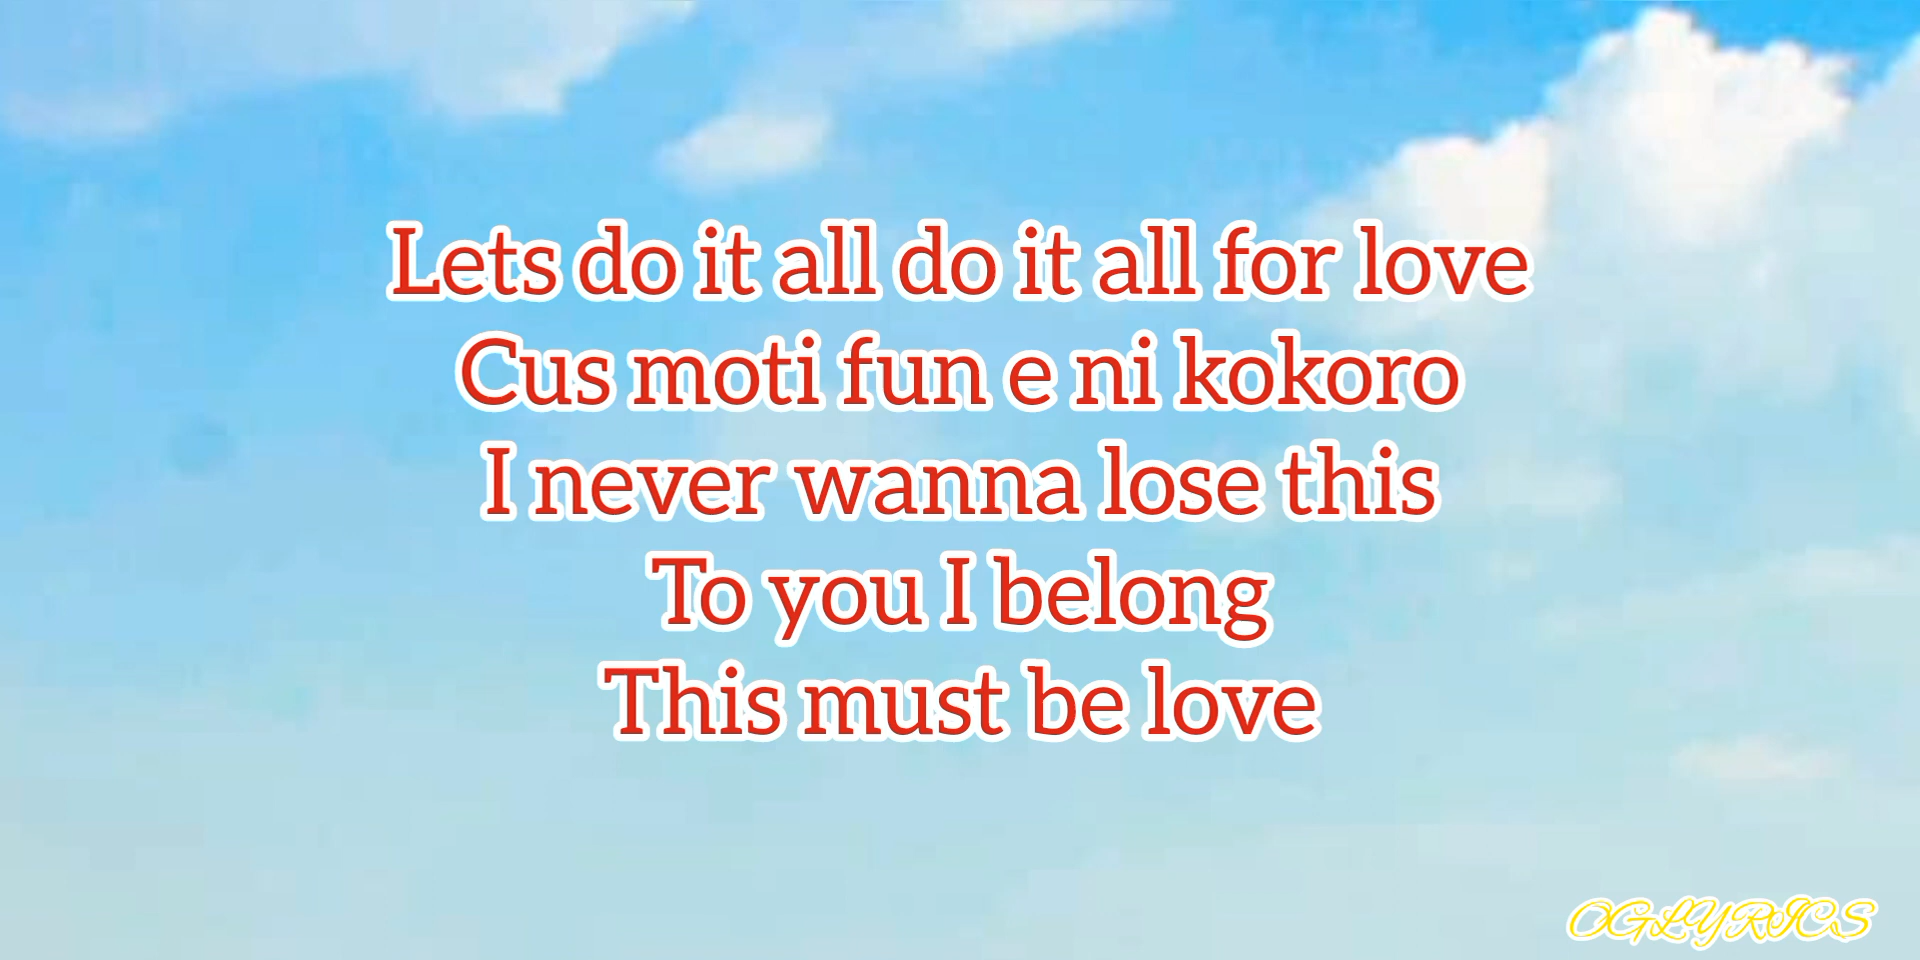 Lets do it all do it all for love
Cus moti fun e ni kokoro
I never wanna lose this
To you I belong
This must be love
OGLYRICS